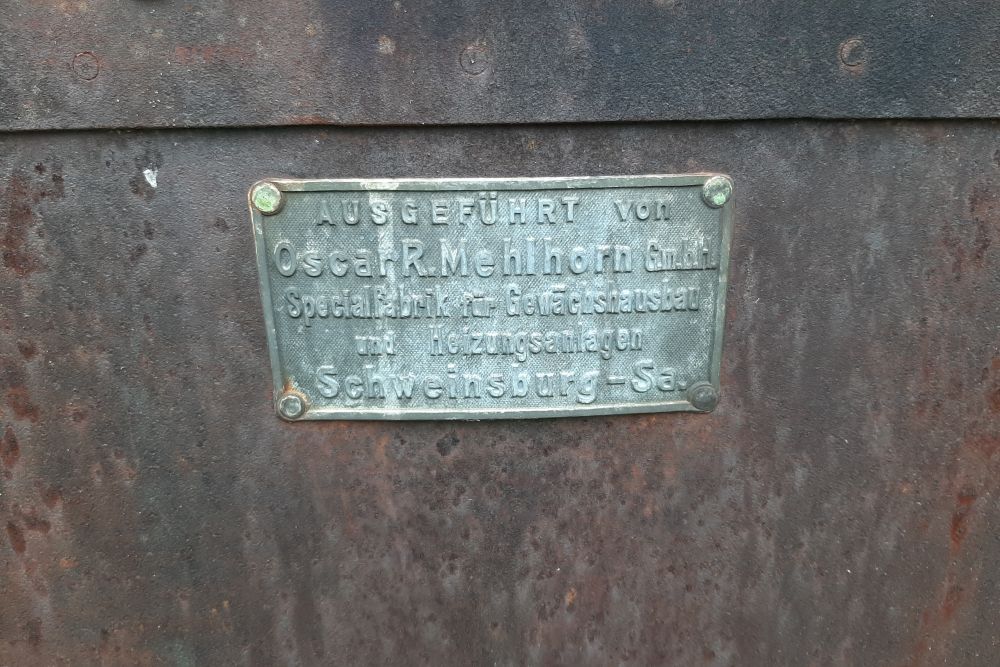 AUSGEFÜHRT von
Oscar R. Mehlhorn G.m.b.H.
Specialfabrik für Gewächshausbau
und Heizungsanlagen
Schweinsburg-Sa.